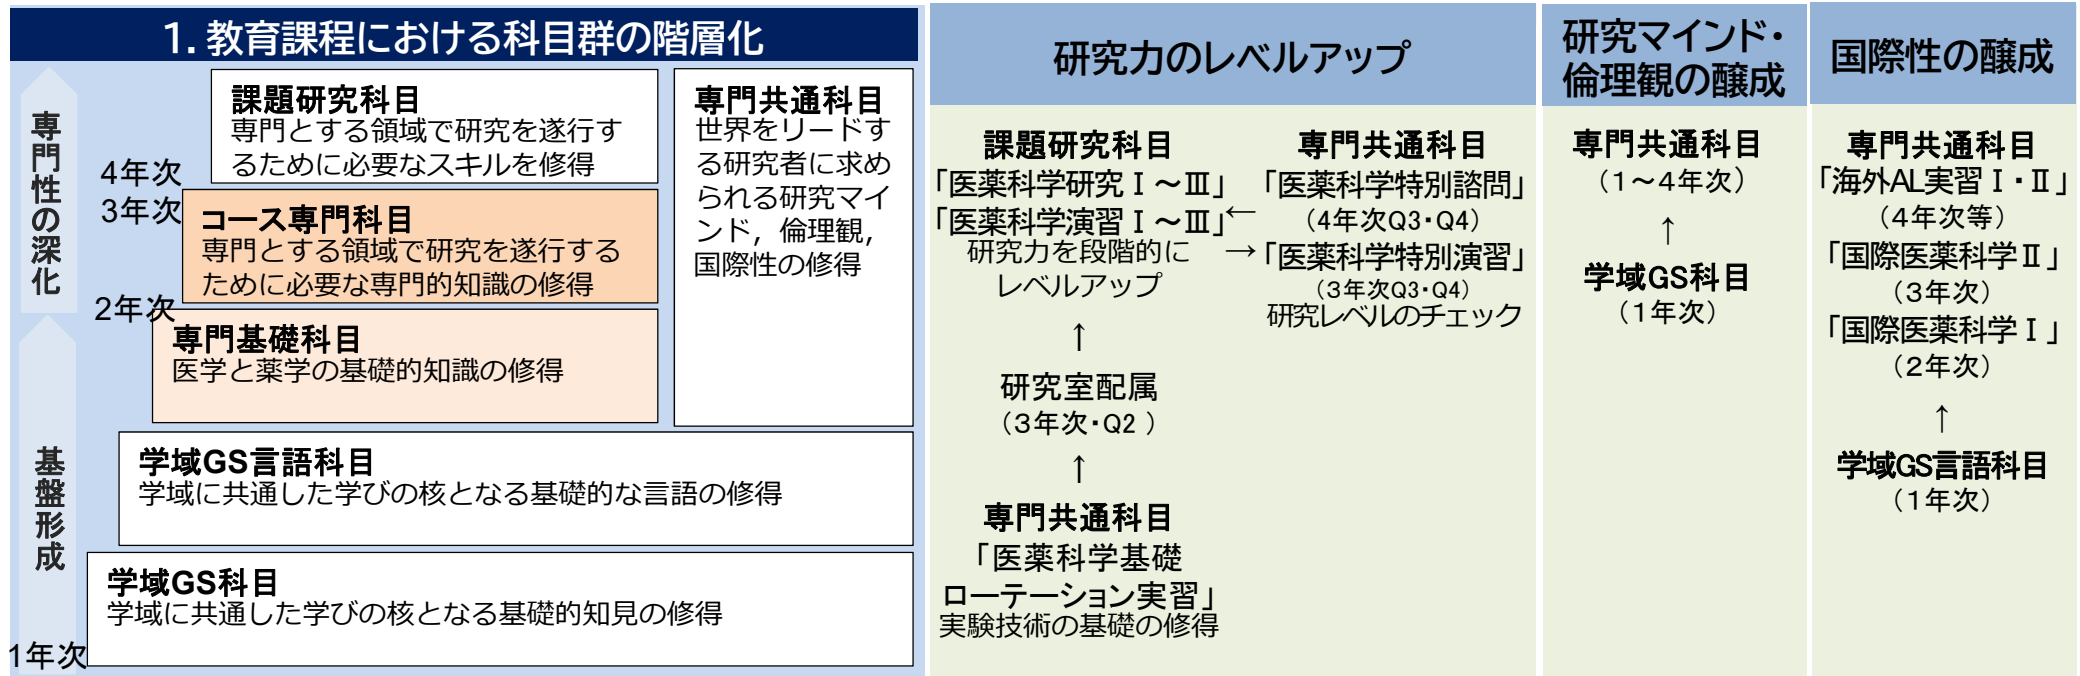 1. 教育課程における科目群の階層化
専門性の深化
基盤形成
4年次
3年次
2年次
1年次
課題研究科目
専門とする領域で研究を遂行す
るために必要なスキルを修得
コース専門科目
専門とする領域で研究を遂行する
ために必要な専門的知識の修得
専門基礎科目
医学と薬学の基礎的知識の修得
専門共通科目
世界をリードす
る研究者に求め
られる研究マイ
ンド，倫理観，
国際性の修得
学域GS言語科目
学域に共通した学びの核となる基礎的な言語の修得
学域GS科目
学域に共通した学びの核となる基礎的知見の修得
研究力のレベルアップ
課題研究科目
「医薬科学研究Ⅰ～Ⅲ」
「医薬科学演習Ⅰ～Ⅲ」←
研究力を段階的に
レベルアップ
↑
研究室配属
（3年次・Q2 ）
↑
専門共通科目
「医薬科学基礎
ローテーション実習」
実験技術の基礎の修得
専門共通科目
「医薬科学特別諮問」
（4年次Q3・Q4）
→「医薬科学特別演習」
（3年次Q3・Q4）
研究レベルのチェック
研究マインド・
倫理観の醸成
専門共通科目
（1～4年次）
↑
学域GS科目
（1年次）
国際性の醸成
専門共通科目
「海外AL実習Ⅰ・Ⅱ」
（4年次等）
「国際医薬科学Ⅱ」
（3年次）
「国際医薬科学Ⅰ」
（2年次）
↑
学域GS言語科目
（1年次）